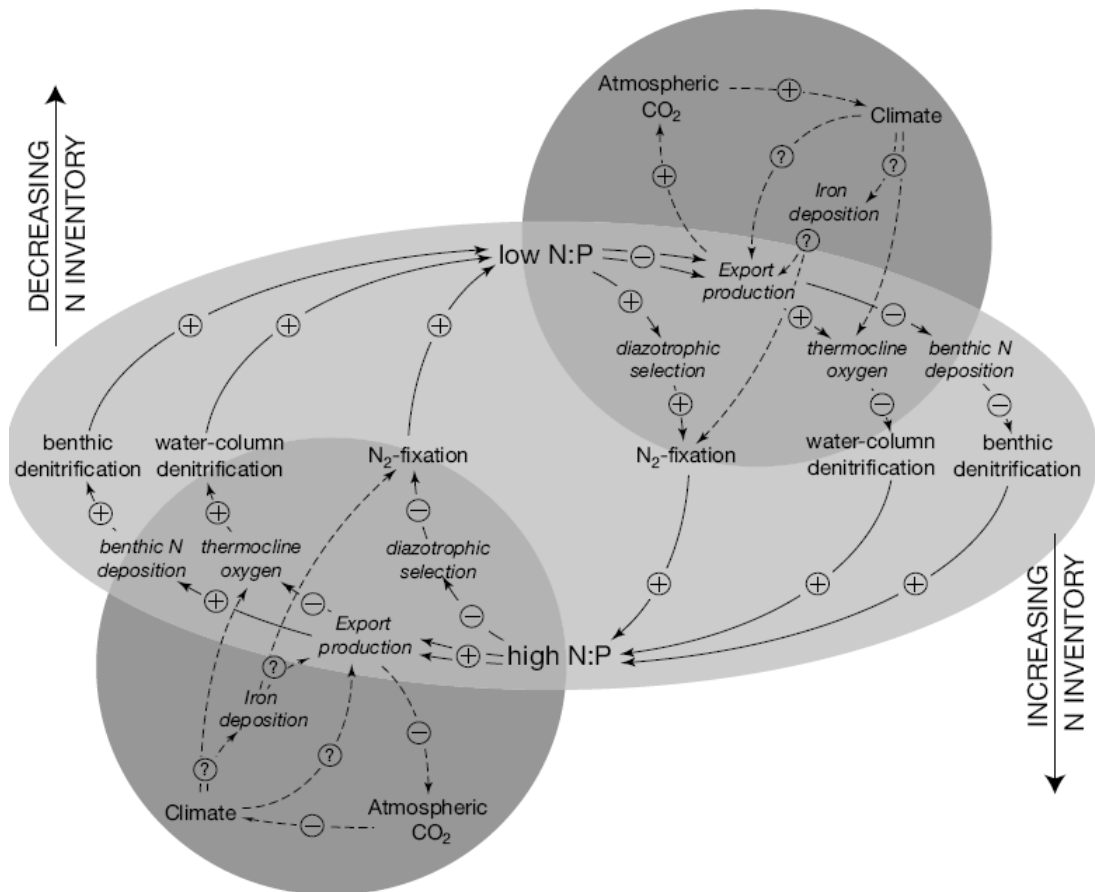 DECREASING
N INVENTORY
Atmospheric
CO2
+
Climate
?
?
+
Iron
deposition
?
low N:P
−
Export
production
+
+
+
+
+
−
diazotrophic
selection
thermocline
oxygen
benthic N
deposition
+
−
−
benthic
denitrification
water-column
denitrification
N2-fixation
N2-fixation
water-column
denitrification
benthic
denitrification
+
+
−
benthic N
deposition
thermocline
oxygen
diazotrophic
selection
+
+
+
+
−
−
Export
production
+
high N:P
?
Iron
deposition
−
?
?
Climate
−
Atmospheric
CO2
INCREASING
N INVENTORY